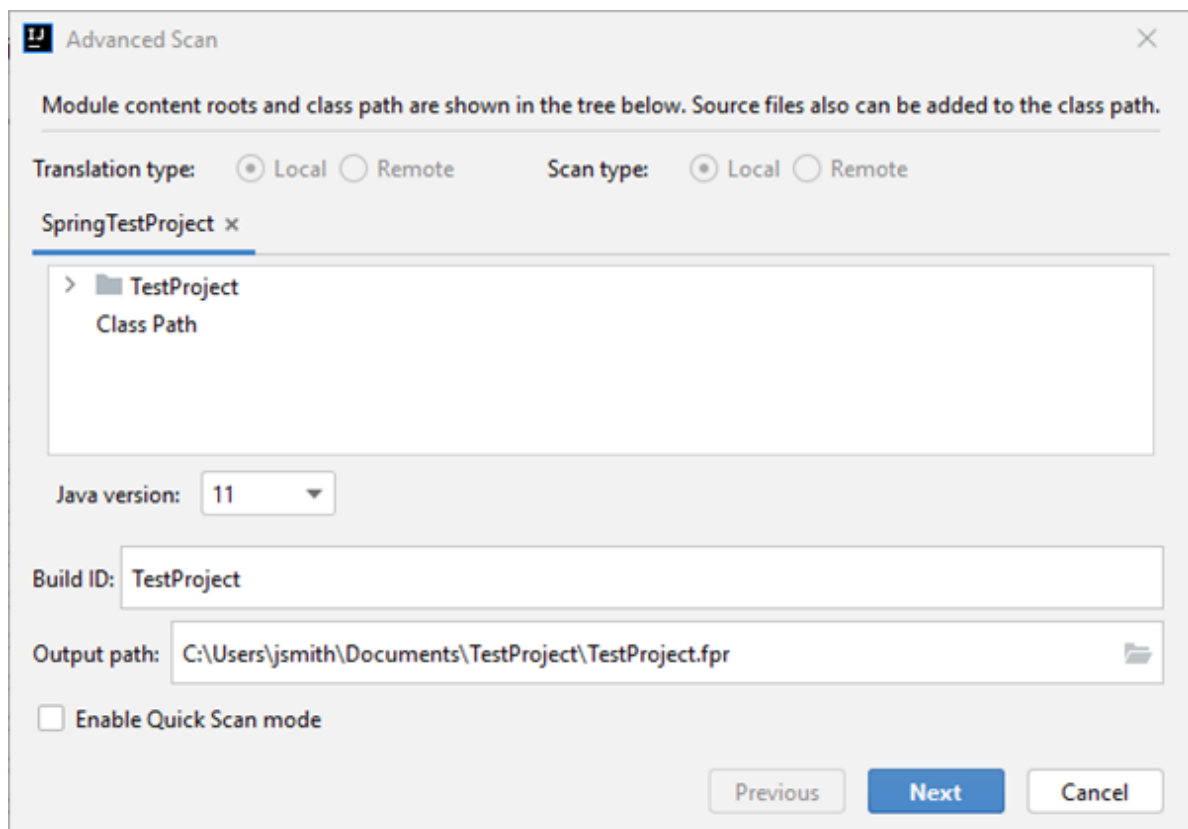 IJ Advanced Scan
Module content roots and class path are shown in the tree below. Source files also can be added to the class path.
Translation type: Local Remote Scan type: Local Remote
SpringTestProject
TestProject
Class Path
Java version: 11
Build ID: TestProject
Output path: C:\Users\jsmith\Documents\TestProject\TestProject.fpr
Enable Quick Scan mode
Previous Next Cancel